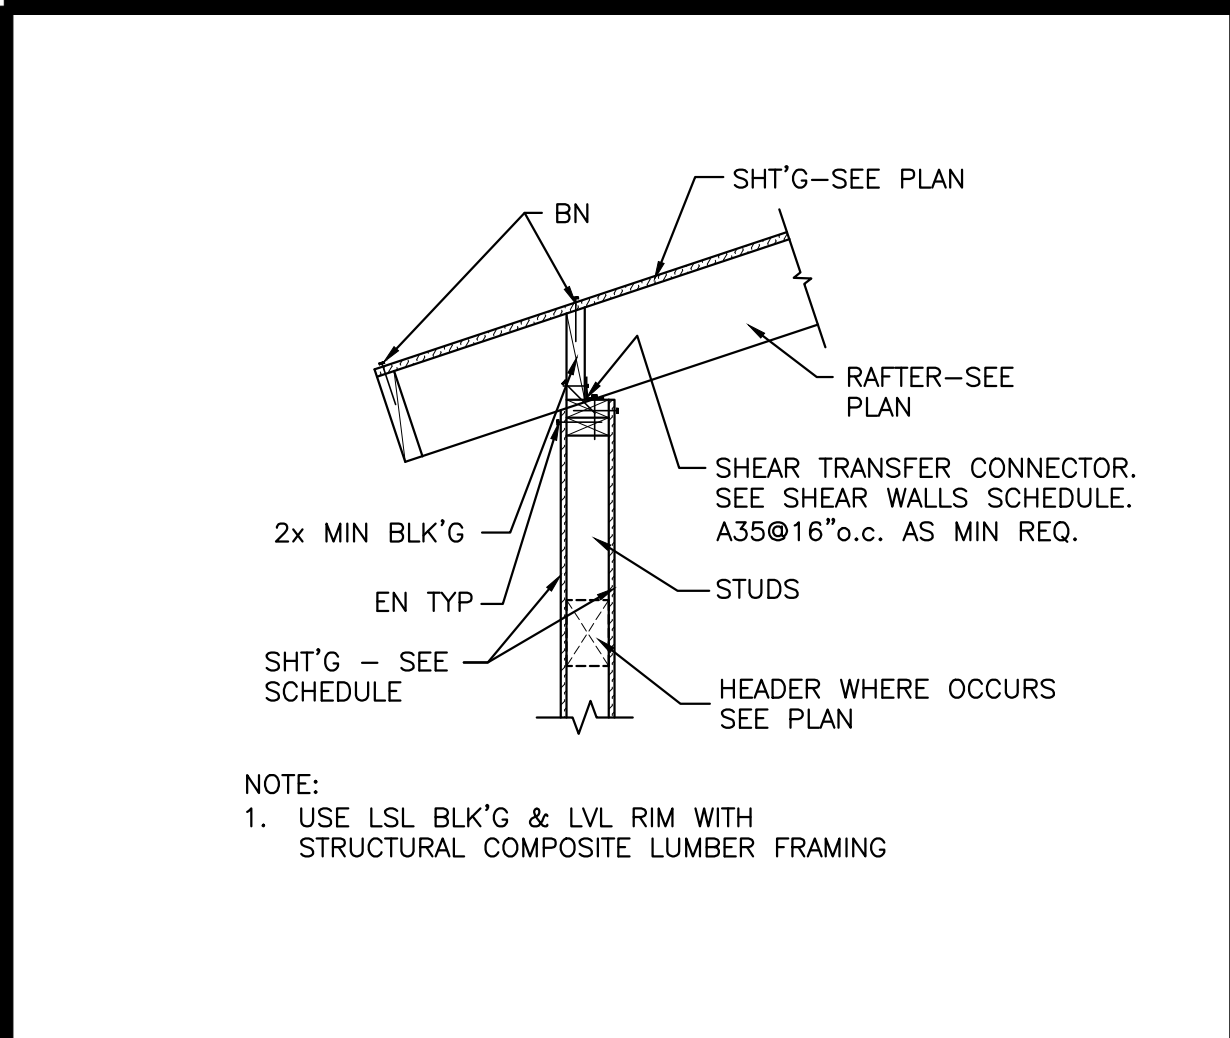 SHT'G-SEE PLAN
BN
RAFTER-SEE
PLAN
SHEAR TRANSFER CONNECTOR.
SEE SHEAR WALLS SCHEDULE.
A35@16"o.c. AS MIN REQ.
2x MIN BLK'G
STUDS
EN TYP
SHT'G - SEE
SCHEDULE
HEADER WHERE OCCURS
SEE PLAN
NOTE:
1. USE LSL BLK'G & LVL RIM WITH
STRUCTURAL COMPOSITE LUMBER FRAMING